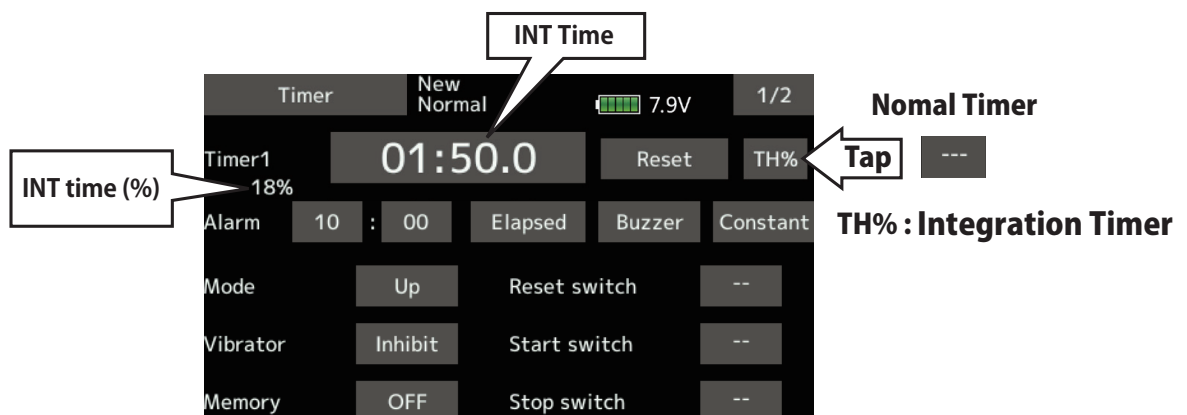 INT Time
Timer
New
Normal
7.9V
1/2
Nomal Timer
Timer1
01:50.0
Reset
TH%
Tap
---
INT time (%)
18%
Alarm 10 : 00 Elapsed Buzzer Constant
TH% : Integration Timer
Mode Up Reset switch --
Vibrator Inhibit Start switch --
Memory OFF Stop switch --